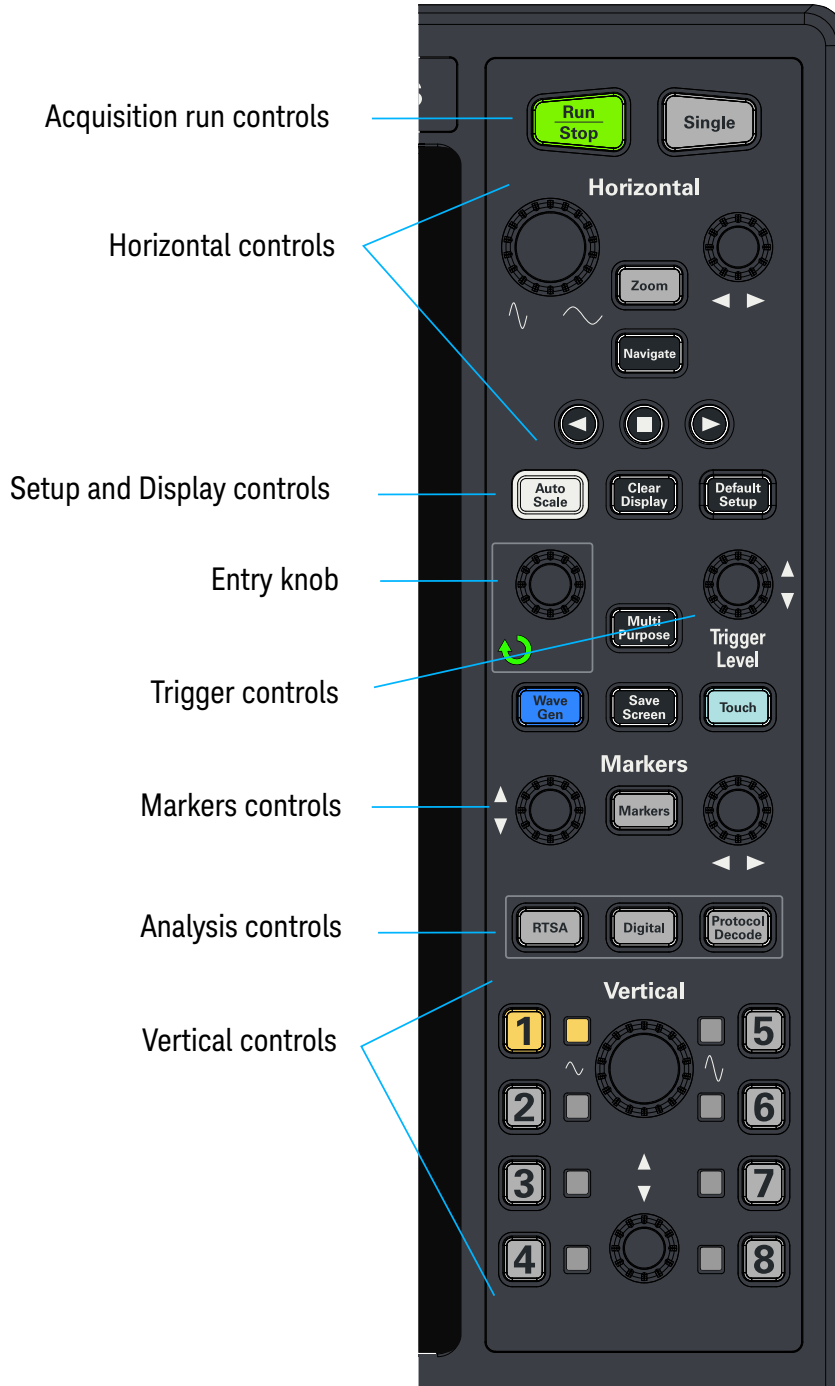 Acquisition run controls
Run
Stop
Single
Horizontal
Horizontal controls
Zoom
Navigate
Setup and Display controls
Auto
Scale
Clear
Display
Default
Setup
Entry knob
Multi
Purpose
Trigger
Level
Trigger controls
Wave
Gen
Save
Screen
Touch
Markers
Markers controls
Markers
Analysis controls
RTSA
Digital
Protocol
Decode
Vertical
Vertical controls
1
5
2
6
3
7
4
8